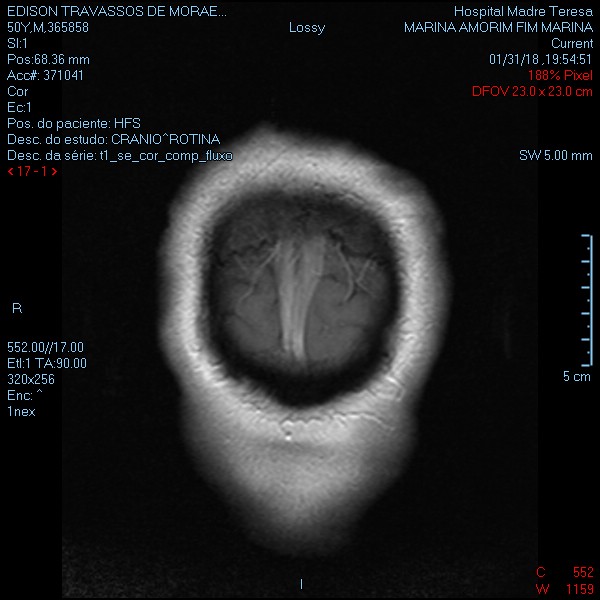 EDISON TRAVASSOS DE MORAE...
50Y,M,365858
Sl:1
Pos:68.36 mm
Acc#: 371041
Cor
Ec:1
Pos. do paciente: HFS
Desc. do estudo: CRANIO^ROTINA
Desc. da série: t1_se_cor_comp_fluxo
< 17 - 1 >
Lossy
Hospital Madre Teresa
MARINA AMORIM FIM MARINA
Current
01/31/18 ,19:54:51
188% Pixel
DFOV 23.0 x 23.0 cm
SW 5.00 mm
R
5 cm
552.00//17.00
Etl:1 TA:90.00
320x256
Enc: ^
1nex
I
C 552
W 1159